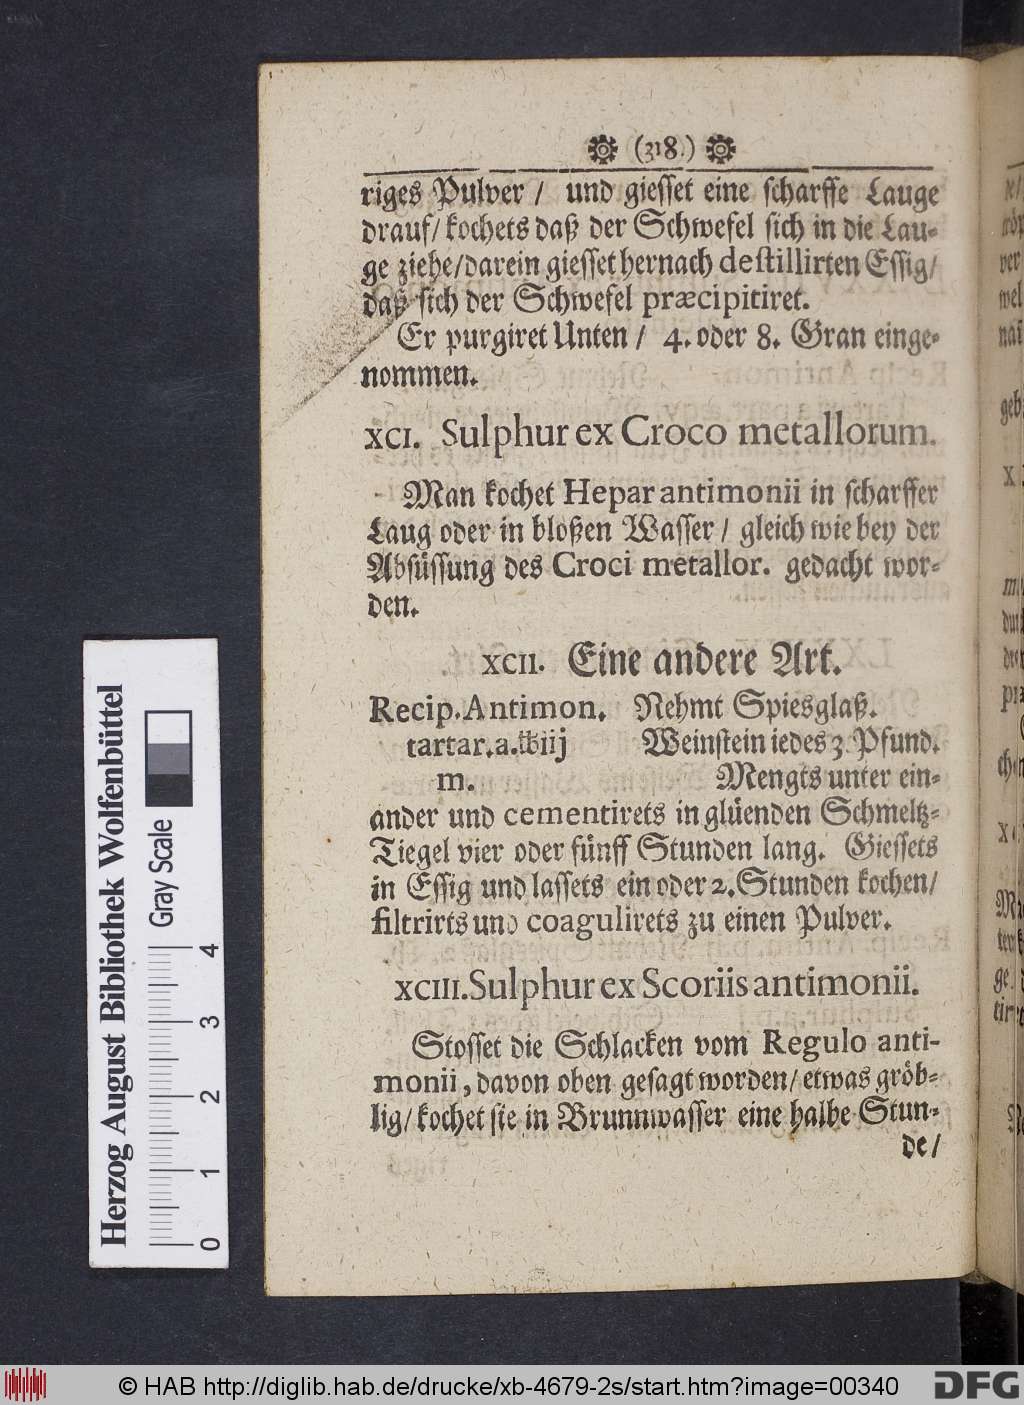 (318.)
riges Pulver / und giesset eine scharffe Lauge
drauf/ kochets daß der Schwefel sich in die Lau-
ge ziehe/darein giesset hernach destillirten Essig/
daß sich der Schwefel præcipitiret.
Er purgiret Unten / 4. oder 8. Gran einge-
nommen.
XCI. Sulphur ex Croco metallorum.
Man kochet Hepar antimonii in scharffer
Laug oder in bloßen Wasser / gleich wie bey der
Absüssung des Croci metallor. gedacht wor-
den.
XCII. Eine andere Art.
Recip. Antimon. Nehmt Spiesglaß.
tartar. a. ℔iij Weinstein iedes 3. Pfund.
m. Mengts unter ein-
ander und cementirets in glüenden Schmeltz-
Tiegel vier oder fünff Stunden lang. Giessets
in Essig und lassets ein oder 2. Stunden kochen/
filtrirts und coagulirets zu einen Pulver.
XCIII. Sulphur ex Scoriis antimonii.
Stosset die Schlacken vom Regulo anti-
monii, davon oben gesagt worden/ etwas gröb-
lig/ kochet sie in Brunnwasser eine halbe Stun-
de/
Herzog August Bibliothek Wolfenbüttel
Gray Scale
0 1 2 3 4
© HAB http://diglib.hab.de/drucke/xb-4679-2s/start.htm?image=00340
DFG